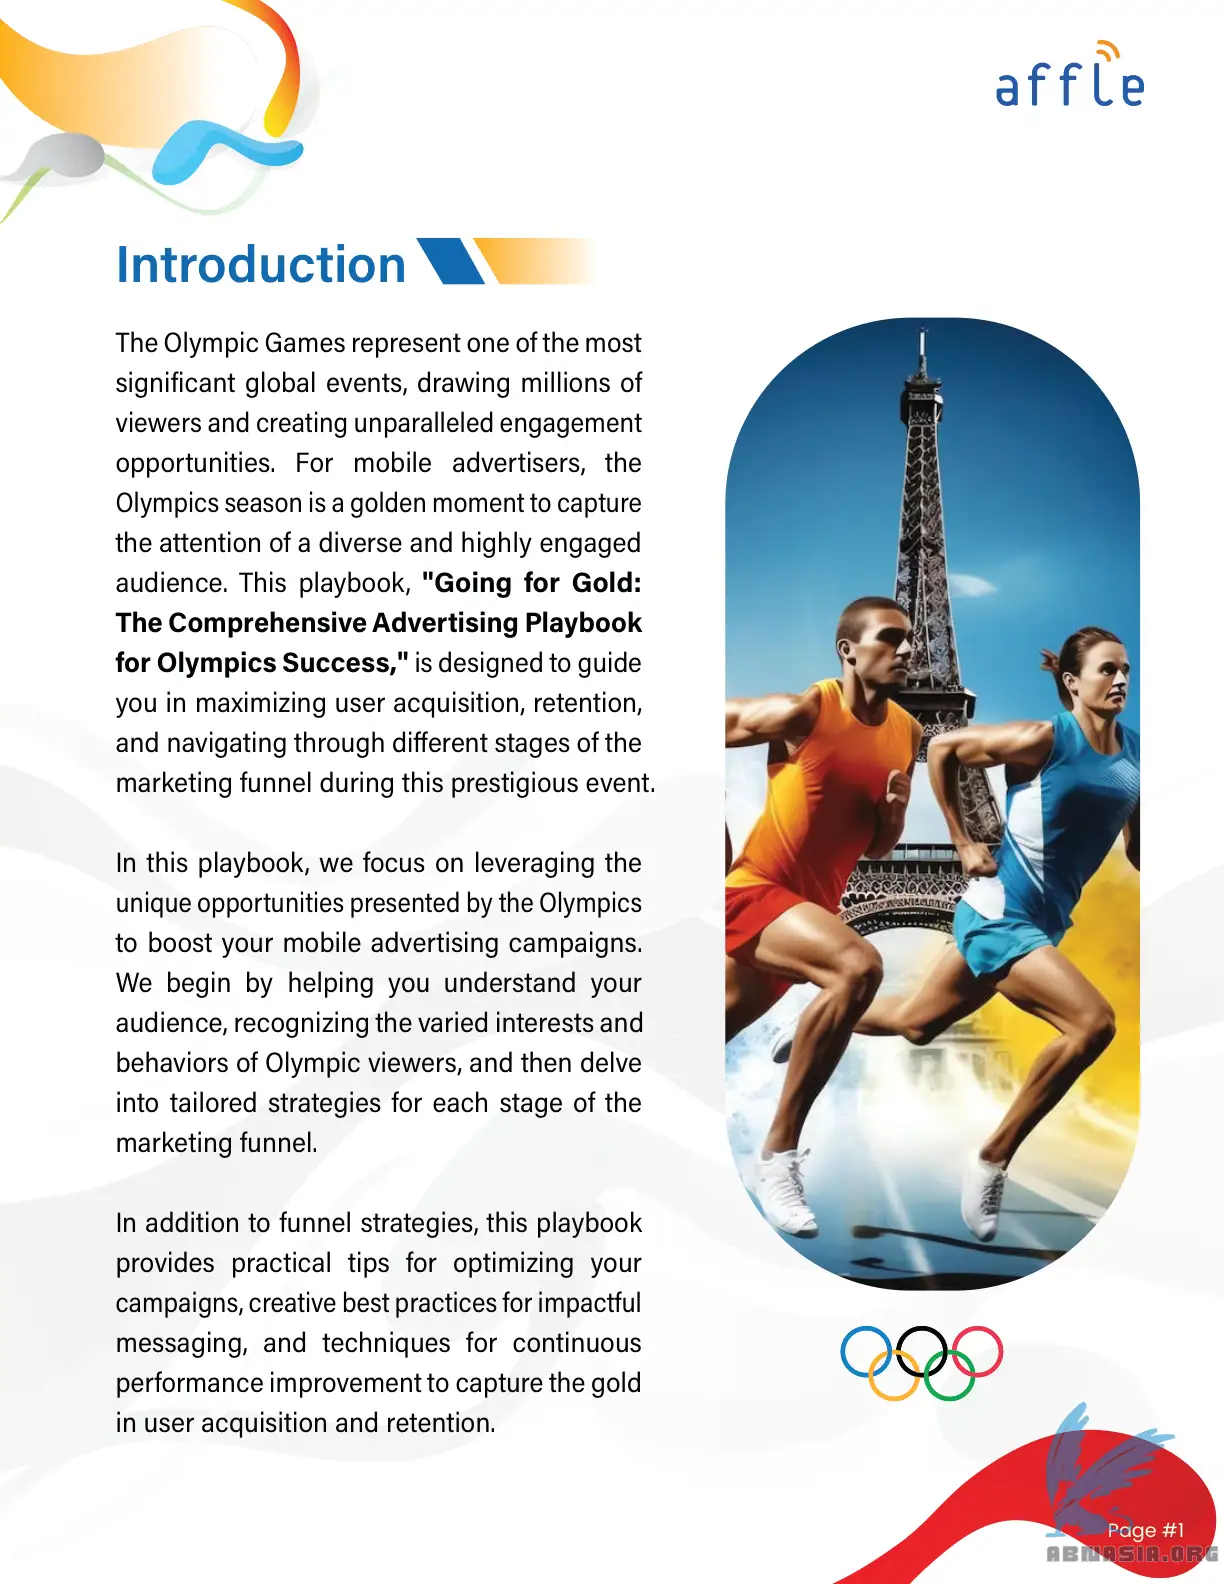 affle
Introduction
The Olympic Games represent one of the most
significant global events, drawing millions of
viewers and creating unparalleled engagement
opportunities. For mobile advertisers, the
Olympics season is a golden moment to capture
the attention of a diverse and highly engaged
audience. This playbook, "Going for Gold:
The Comprehensive Advertising Playbook
for Olympics Success," is designed to guide
you in maximizing user acquisition, retention,
and navigating through different stages of the
marketing funnel during this prestigious event.
In this playbook, we focus on leveraging the
unique opportunities presented by the Olympics
to boost your mobile advertising campaigns.
We begin by helping you understand your
audience, recognizing the varied interests and
behaviors of Olympic viewers, and then delve
into tailored strategies for each stage of the
marketing funnel.
In addition to funnel strategies, this playbook
provides practical tips for optimizing your
campaigns, creative best practices for impactful
messaging, and techniques for continuous
performance improvement to capture the gold
in user acquisition and retention.
Page #1
ABNASIA.ORG